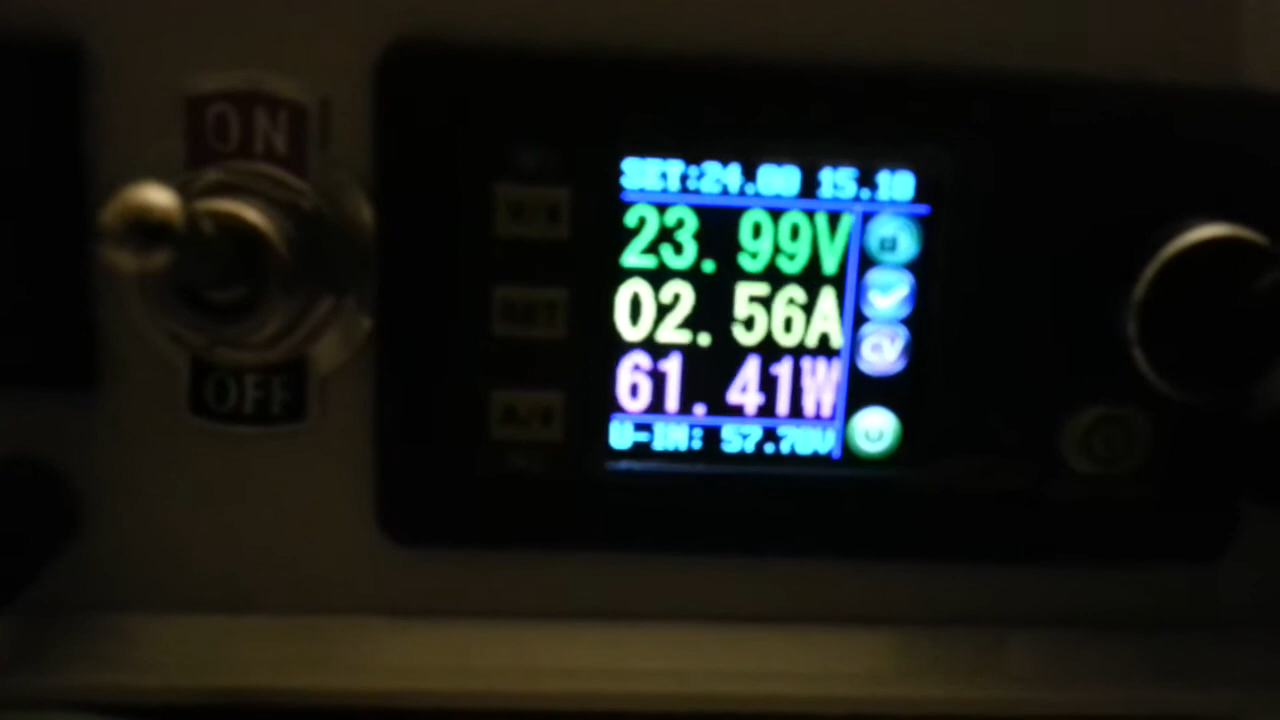 ON
OFF
SET:24.00 15.10
23.99V
02.56A
61.41W
CV
U-IN: 57.70V